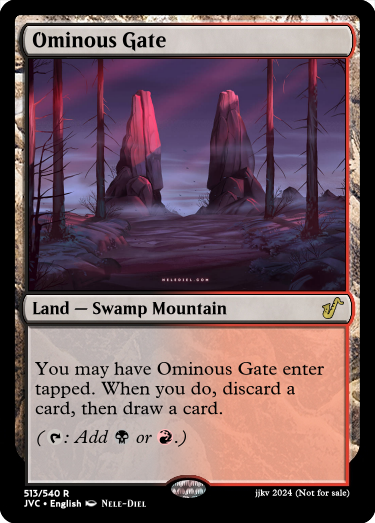 Ominous Gate
NELEDIEL.COM
Land — Swamp Mountain
You may have Ominous Gate enter
tapped. When you do, discard a
card, then draw a card.
( : Add or .)
513/540 R
JVC • English Nele-Diel
jjkv 2024 (Not for sale)